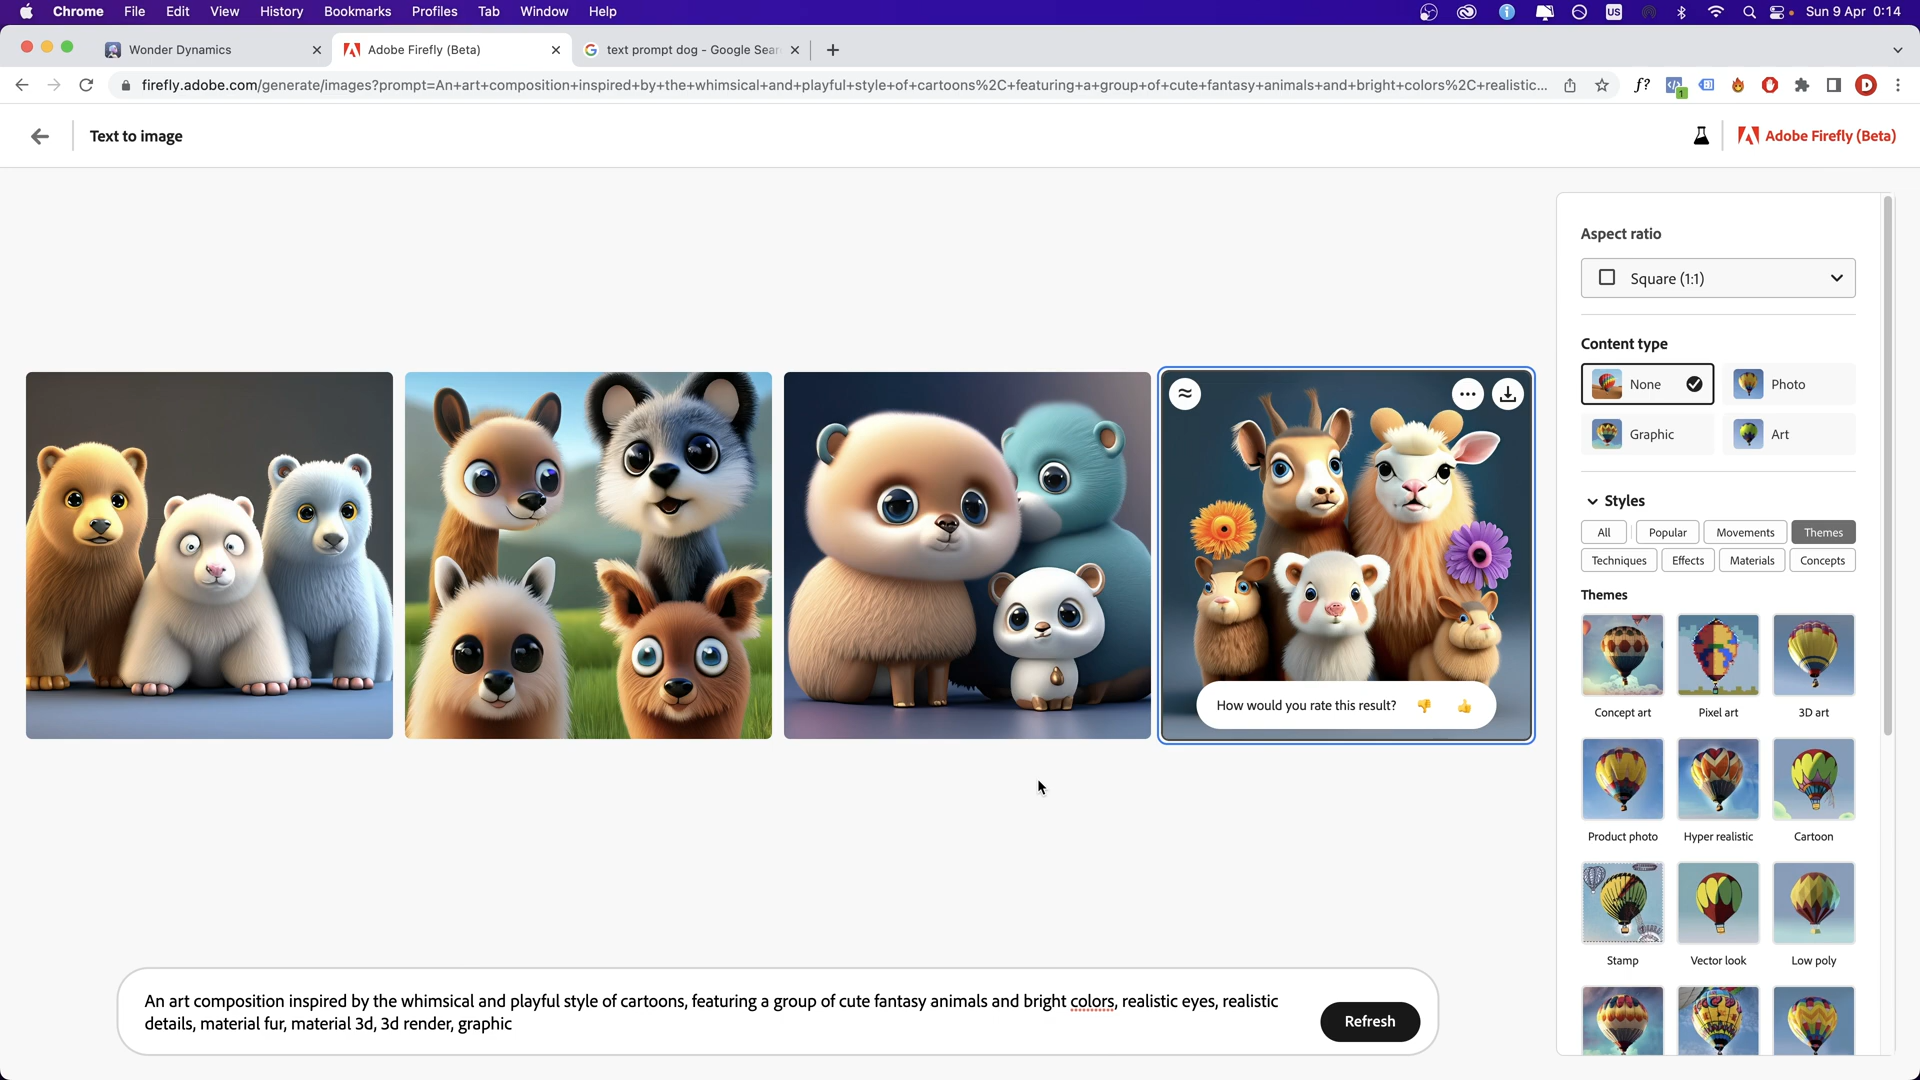 Chrome File Edit View History Bookmarks Profiles Tab Window Help US Sun 9 Apr 0:14
Wonder Dynamics Adobe Firefly (Beta) text prompt dog - Google Sear
firefly.adobe.com/generate/images?prompt=An+art+composition+inspired+by+the+whimsical+and+playful+style+of+cartoons%2C+featuring+a+group+of+cute+fantasy+animals+and+bright+colors%2C+realistic... f? 1 D
Text to image
Adobe Firefly (Beta)
Aspect ratio
Square (1:1)
Content type
None Photo
Graphic Art
Styles
All Popular Movements Themes
Techniques Effects Materials Concepts
Themes
Concept art Pixel art 3D art
Product photo Hyper realistic Cartoon
Stamp Vector look Low poly
How would you rate this result?
An art composition inspired by the whimsical and playful style of cartoons, featuring a group of cute fantasy animals and bright colors, realistic eyes, realistic
details, material fur, material 3d, 3d render, graphic
Refresh